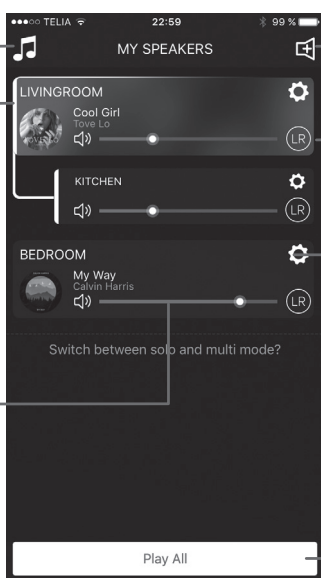 TELIA 22:59 99 %
MY SPEAKERS
LIVINGROOM
Cool Girl
Tove Lo
LR
KITCHEN
LR
BEDROOM
My Way
Calvin Harris
LR
Switch between solo and multi mode?
Play All